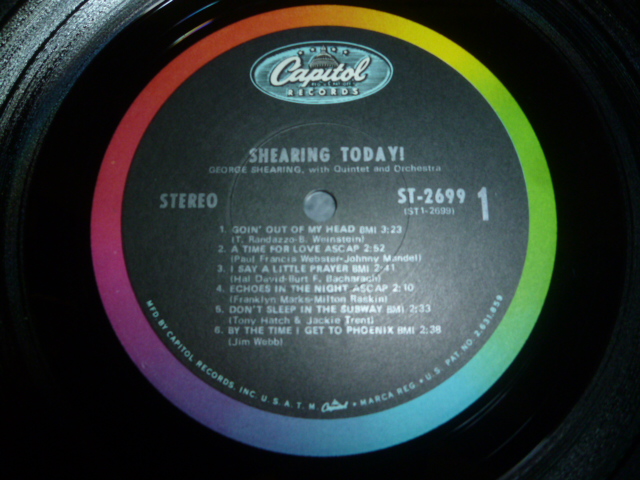 Capitol
RECORDS
SHEARING TODAY!
GEORGE SHEARING, with Quintet and Orchestra
STEREO
ST-2699 1
(ST1-2699)
1. GOIN' OUT OF MY HEAD BMI 3:23
(T. Randazzo-B. Weinstein)
2. A TIME FOR LOVE ASCAP 2:52
(Paul Francis Webster-Johnny Mandel)
3. I SAY A LITTLE PRAYER BMI 2:41
(Hal David-Burt F. Bacharach)
4. ECHOES IN THE NIGHT ASCAP 2:10
(Franklyn Marks-Milton Raskin)
5. DON'T SLEEP IN THE SUBWAY BMI 2:33
(Tony Hatch & Jackie Trent)
6. BY THE TIME I GET TO PHOENIX BMI 2:38
(Jim Webb)
MFD. BY CAPITOL RECORDS, INC. U.S.A. T.M. Capitol • MARCA REG. • U.S. PAT. NO. 2,631,859